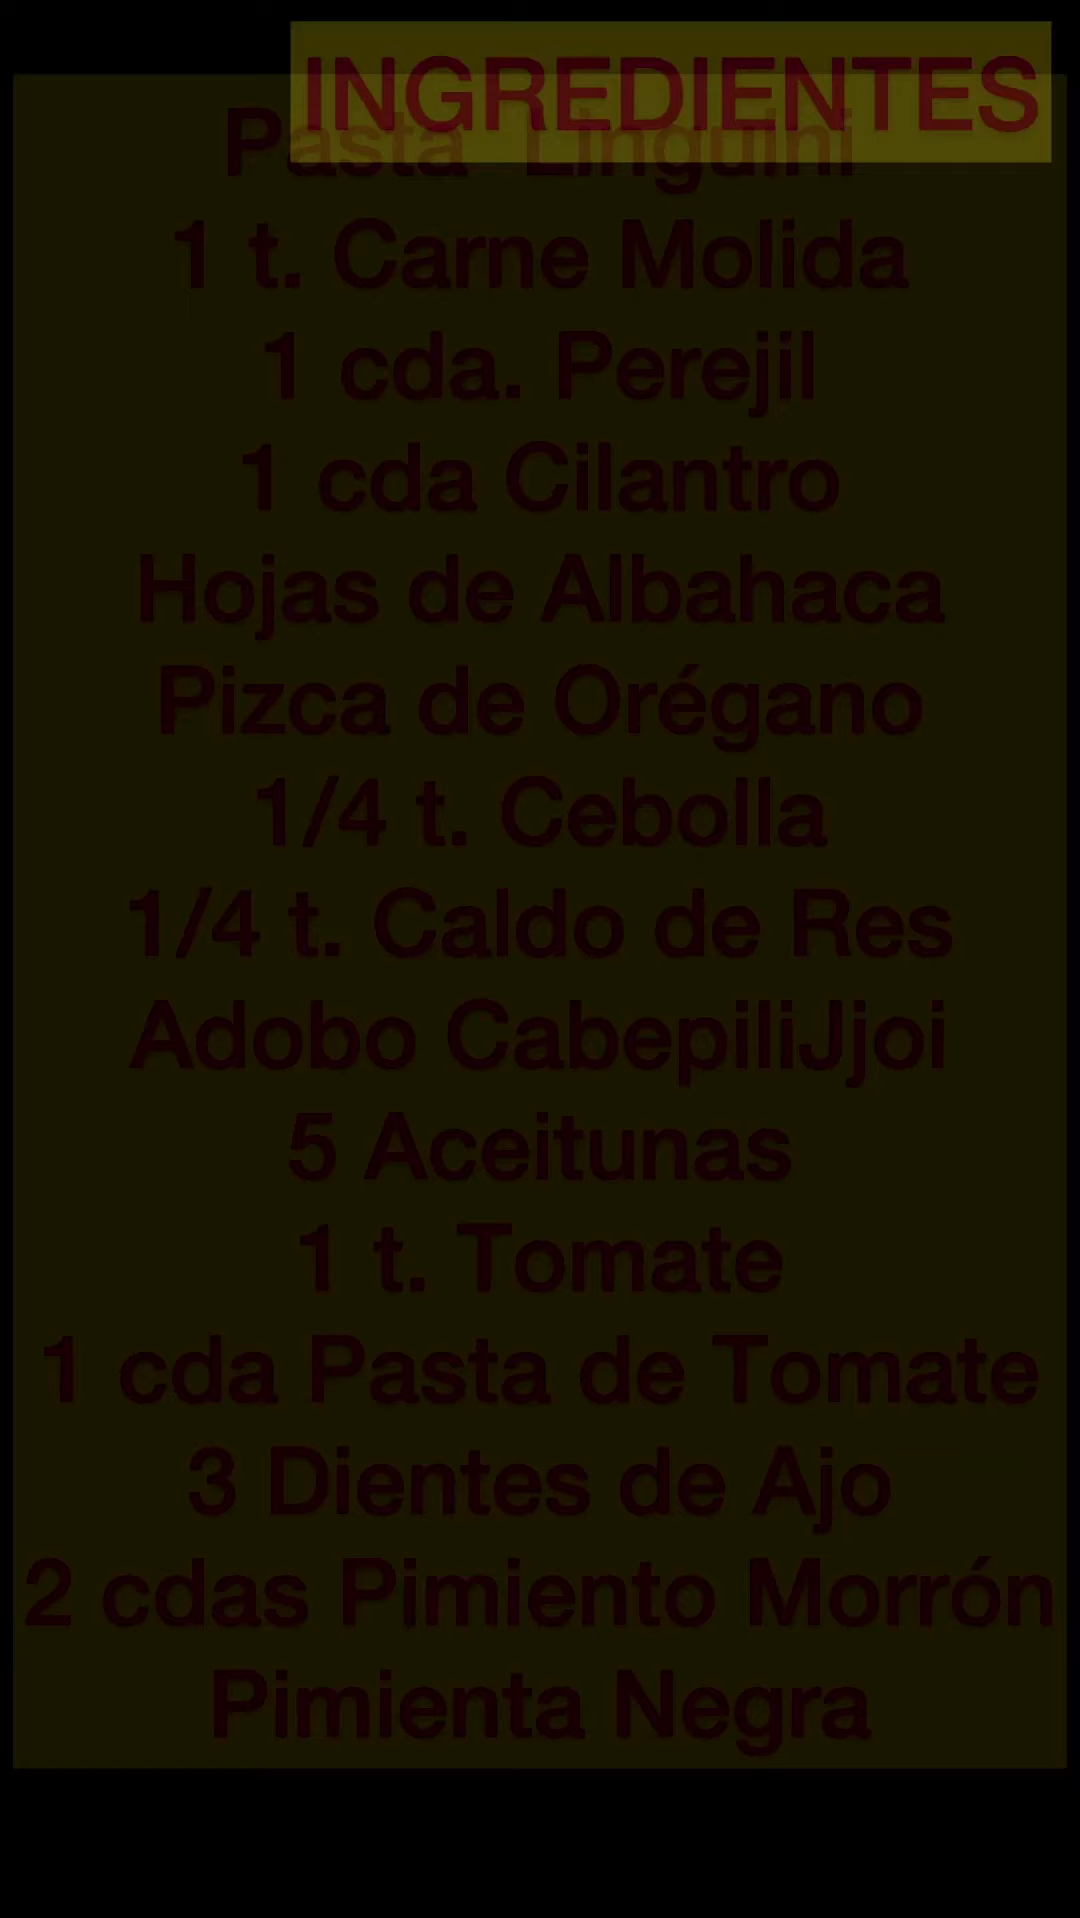 INGREDIENTES
Pasta Linguini
1 t. Carne Molida
1 cda. Perejil
1 cda Cilantro
Hojas de Albahaca
Pizca de Orégano
1/4 t. Cebolla
1/4 t. Caldo de Res
Adobo CabepiliJjoi
5 Aceitunas
1 t. Tomate
1 cda Pasta de Tomate
3 Dientes de Ajo
2 cdas Pimiento Morrón
Pimienta Negra